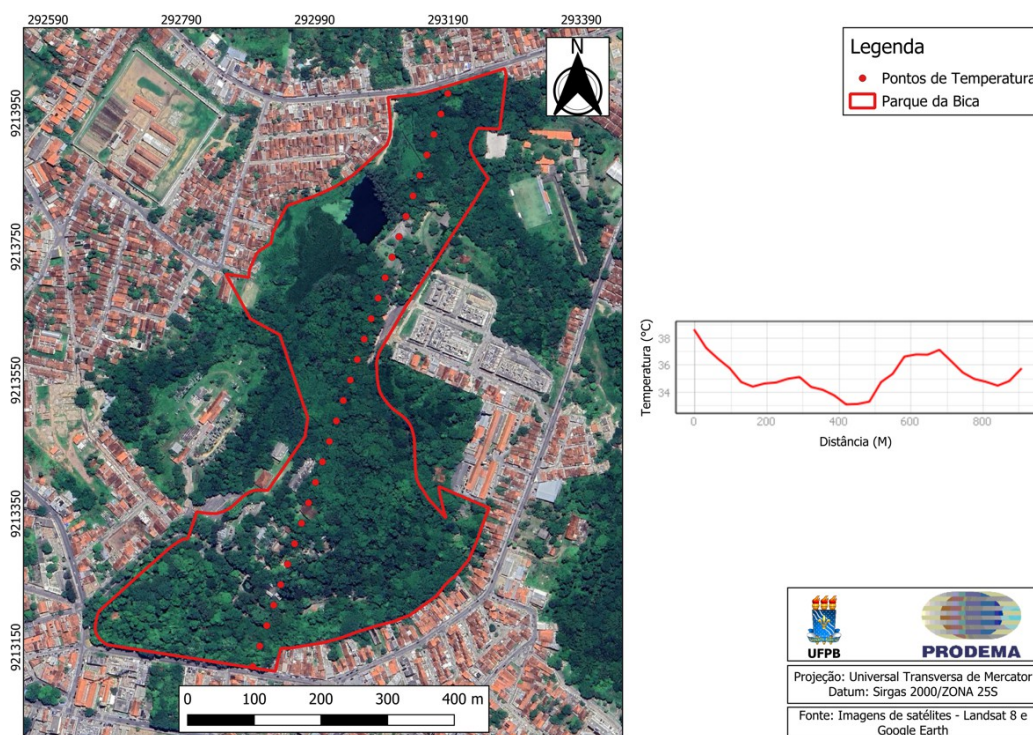 292590 292790 292990 293190 293390
9213950
9213750
9213550
9213350
9213150
N
0 100 200 300 400 m
Legenda
Pontos de Temperatura
Parque da Bica
Temperatura (°C)
38
36
34
0 200 400 600 800
Distância (M)
UFPB
PRODEMA
Projeção: Universal Transversa de Mercator
Datum: Sirgas 2000/ZONA 25S
Fonte: Imagens de satélites - Landsat 8 e
Google Earth